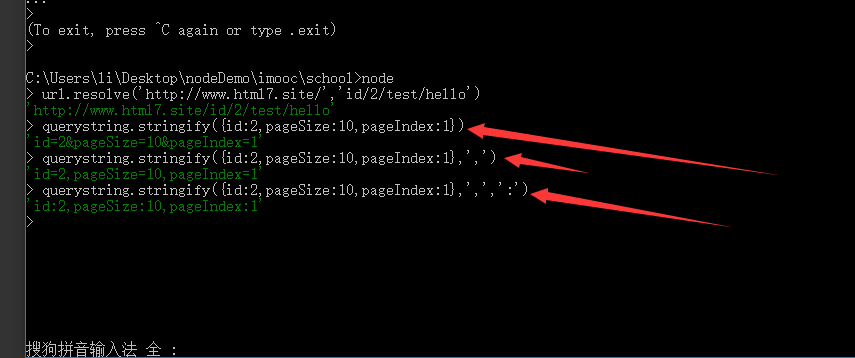 ...
>
(To exit, press ^C again or type .exit)
>
C:\Users\li\Desktop\nodeDemo\imooc\school>node
> url.resolve('http://www.html7.site/','id/2/test/hello')
'http://www.html7.site/id/2/test/hello'
> querystring.stringify({id:2,pageSize:10,pageIndex:1})
'id=2&pageSize=10&pageIndex=1'
> querystring.stringify({id:2,pageSize:10,pageIndex:1},',')
'id=2,pageSize=10,pageIndex=1'
> querystring.stringify({id:2,pageSize:10,pageIndex:1},',',':')
'id:2,pageSize:10,pageIndex:1'
>
搜狗拼音输入法 全 :